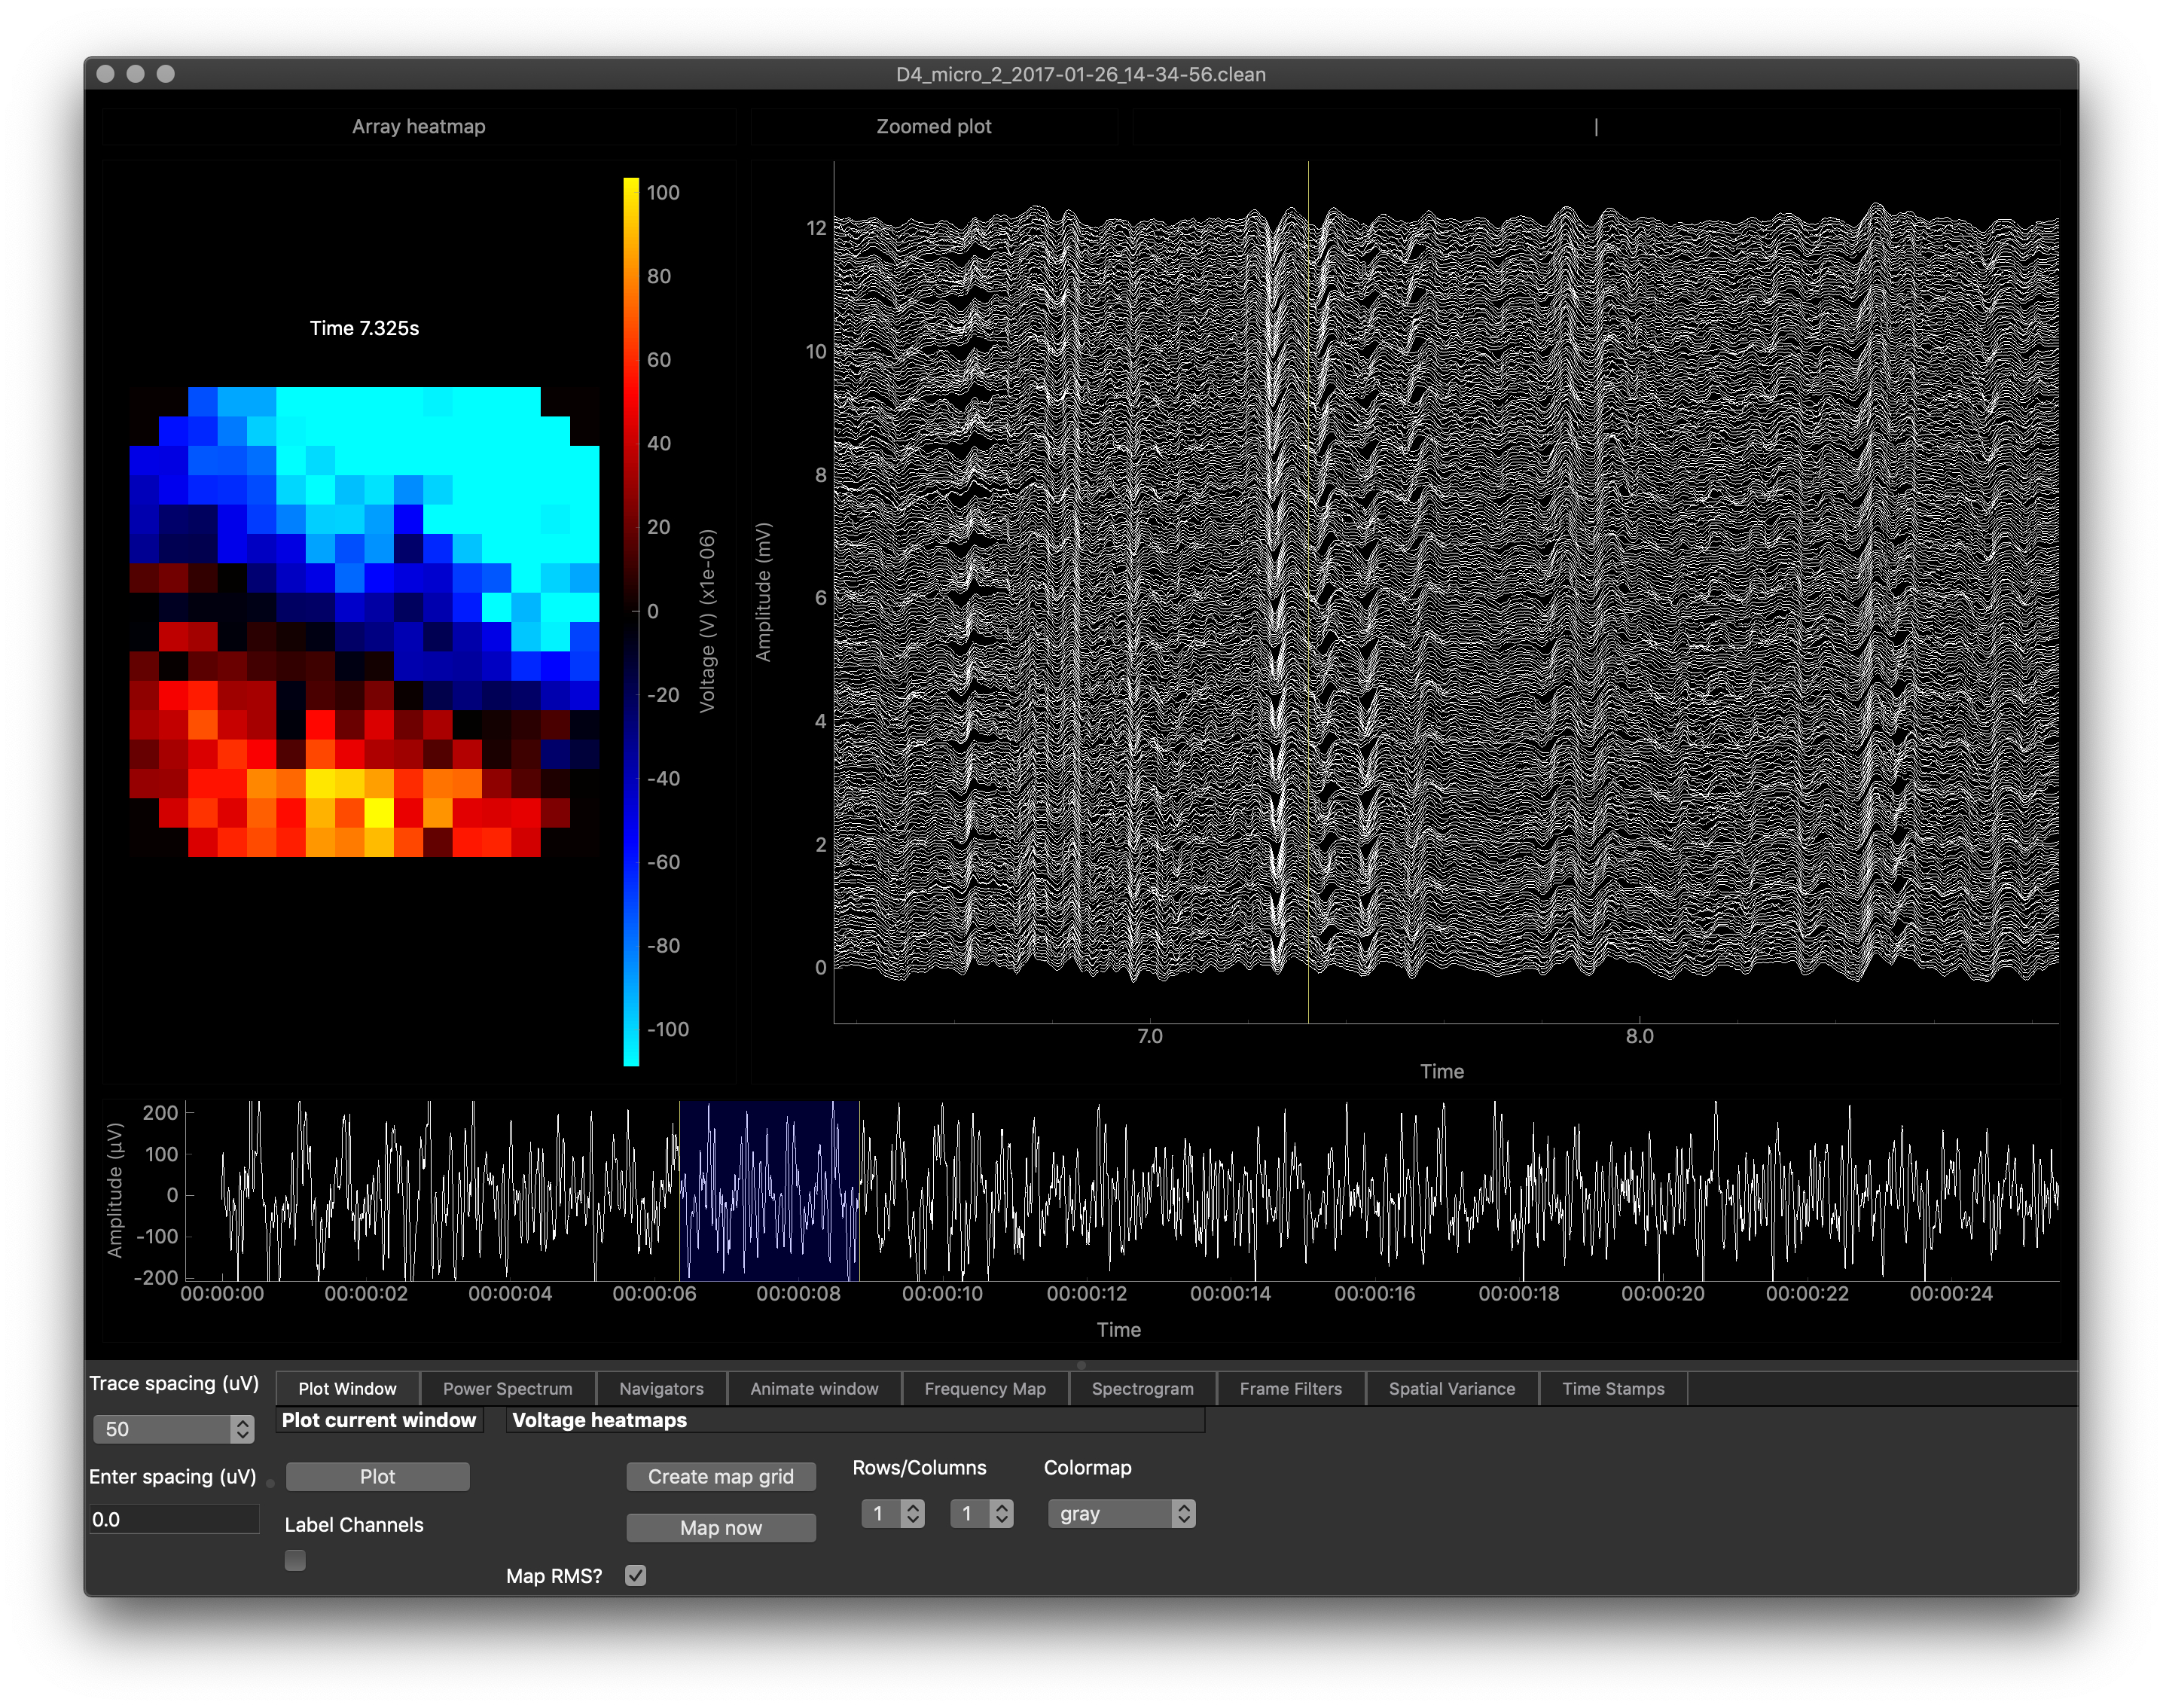 D4_micro_2_2017-01-26_14-34-56.clean
Array heatmap
Zoomed plot
|
Time 7.325s
100
80
60
40
20
0
-20
-40
-60
-80
-100
Voltage (V) (x1e-06)
12
10
8
6
4
2
0
Amplitude (mV)
7.0 8.0
Time
200
100
0
-100
-200
Amplitude (µV)
00:00:00 00:00:02 00:00:04 00:00:06 00:00:08 00:00:10 00:00:12 00:00:14 00:00:16 00:00:18 00:00:20 00:00:22 00:00:24
Time
Trace spacing (uV)
50
Enter spacing (uV)
0.0
Plot Window Power Spectrum Navigators Animate window Frequency Map Spectrogram Frame Filters Spatial Variance Time Stamps
Plot current window
Plot
Label Channels
Voltage heatmaps
Create map grid
Map now
Map RMS?
Rows/Columns
1 1
Colormap
gray